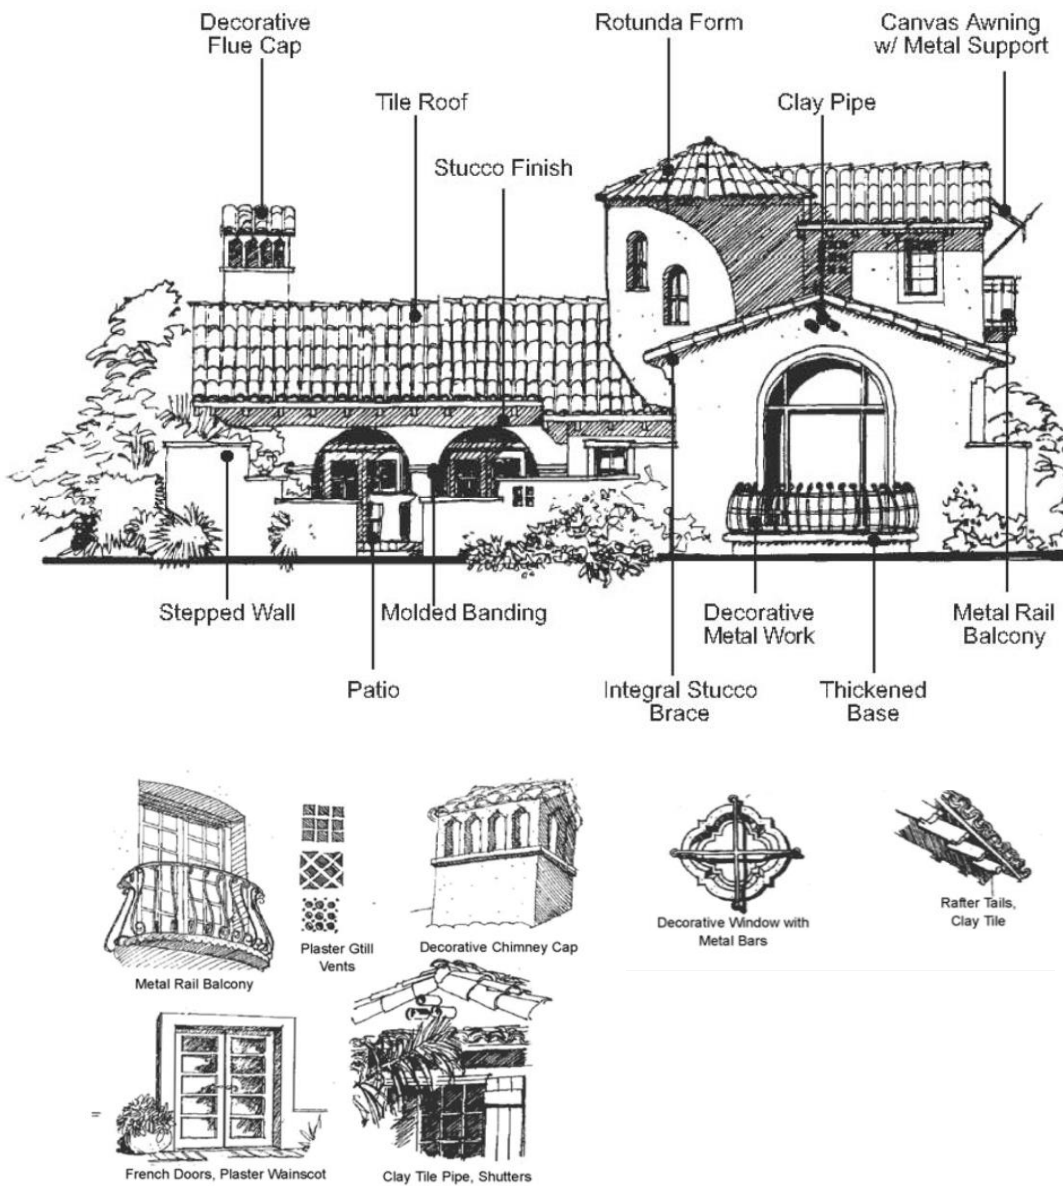 Decorative
Flue Cap
Rotunda Form
Canvas Awning
w/ Metal Support
Tile Roof
Clay Pipe
Stucco Finish
Stepped Wall
Molded Banding
Decorative
Metal Work
Metal Rail
Balcony
Patio
Integral Stucco
Brace
Thickened
Base
Plaster Gtill
Vents
Decorative Chimney Cap
Decorative Window with
Metal Bars
Rafter Tails,
Clay Tile
Metal Rail Balcony
French Doors, Plaster Wainscot
Clay Tile Pipe, Shutters